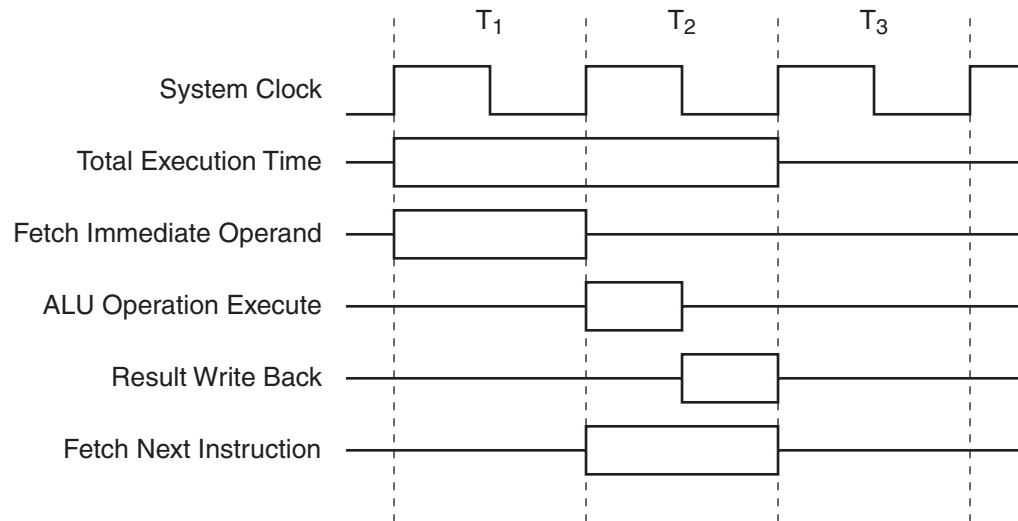 T1 T2 T3
System Clock
Total Execution Time
Fetch Immediate Operand
ALU Operation Execute
Result Write Back
Fetch Next Instruction